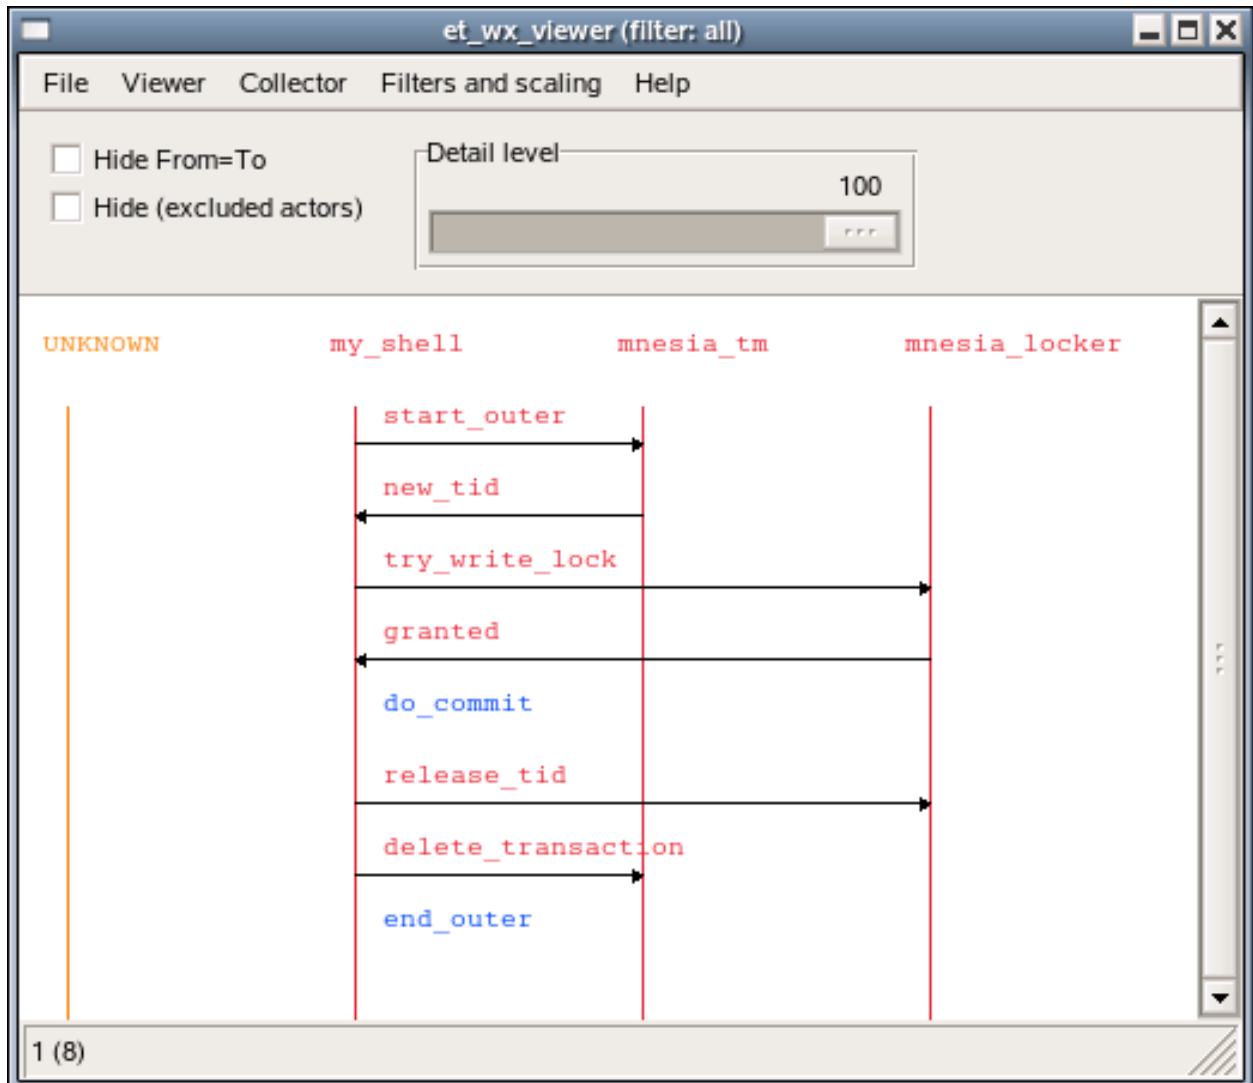 et_wx_viewer (filter: all)
File Viewer Collector Filters and scaling Help
Hide From=To
Hide (excluded actors)
Detail level
100
UNKNOWN my_shell mnesia_tm mnesia_locker
start_outer
new_tid
try_write_lock
granted
do_commit
release_tid
delete_transaction
end_outer
1 (8)